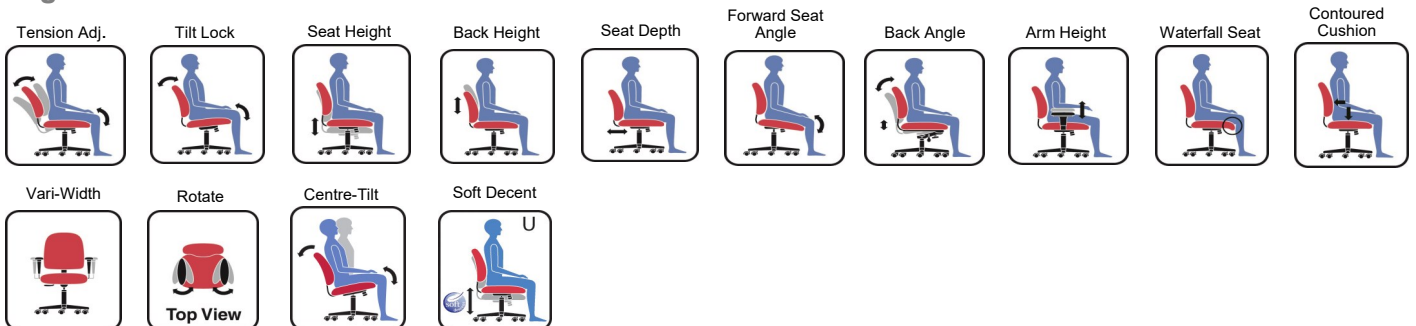 Tension Adj.
Tilt Lock
Seat Height
Back Height
Seat Depth
Forward Seat
Angle
Back Angle
Arm Height
Waterfall Seat
Contoured
Cushion
Vari-Width
Rotate
Top View
Centre-Tilt
Soft Decent
U
SOFT